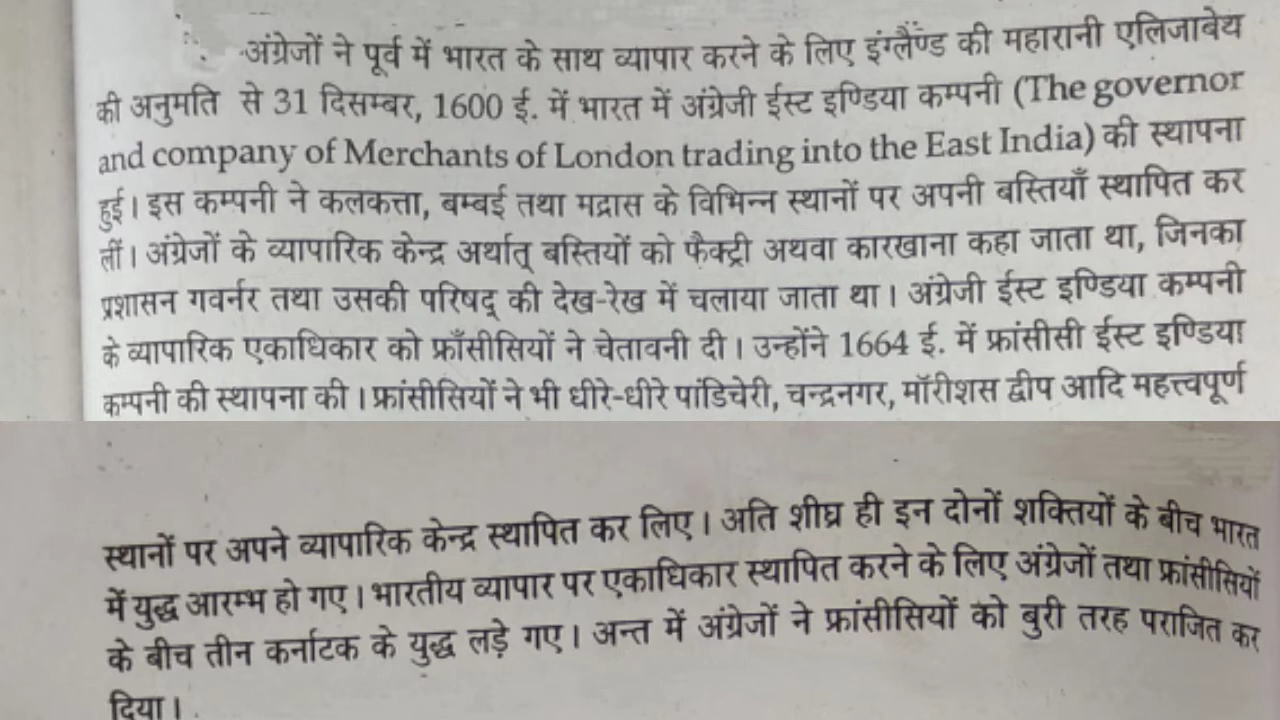 अंग्रेजों ने पूर्व में भारत के साथ व्यापार करने के लिए इंग्लैण्ड की महारानी एलिजाबेथ
की अनुमति से 31 दिसम्बर, 1600 ई. में भारत में अंग्रेजी ईस्ट इण्डिया कम्पनी (The governor
and company of Merchants of London trading into the East India) की स्थापना
हुई। इस कम्पनी ने कलकत्ता, बम्बई तथा मद्रास के विभिन्न स्थानों पर अपनी बस्तियाँ स्थापित कर
लीं। अंग्रेजों के व्यापारिक केन्द्र अर्थात् बस्तियों को फैक्ट्री अथवा कारखाना कहा जाता था, जिनका
प्रशासन गवर्नर तथा उसकी परिषद् की देख-रेख में चलाया जाता था। अंग्रेजी ईस्ट इण्डिया कम्पनी
के व्यापारिक एकाधिकार को फ्राँसीसियों ने चेतावनी दी। उन्होंने 1664 ई. में फ्रांसीसी ईस्ट इण्डिया
कम्पनी की स्थापना की। फ्रांसीसियों ने भी धीरे-धीरे पांडिचेरी, चन्द्रनगर, मॉरीशस द्वीप आदि महत्त्वपूर्ण
स्थानों पर अपने व्यापारिक केन्द्र स्थापित कर लिए। अति शीघ्र ही इन दोनों शक्तियों के बीच भारत
में युद्ध आरम्भ हो गए। भारतीय व्यापार पर एकाधिकार स्थापित करने के लिए अंग्रेजों तथा फ्रांसीसियों
के बीच तीन कर्नाटक के युद्ध लड़े गए। अन्त में अंग्रेजों ने फ्रांसीसियों को बुरी तरह पराजित कर
दिया।